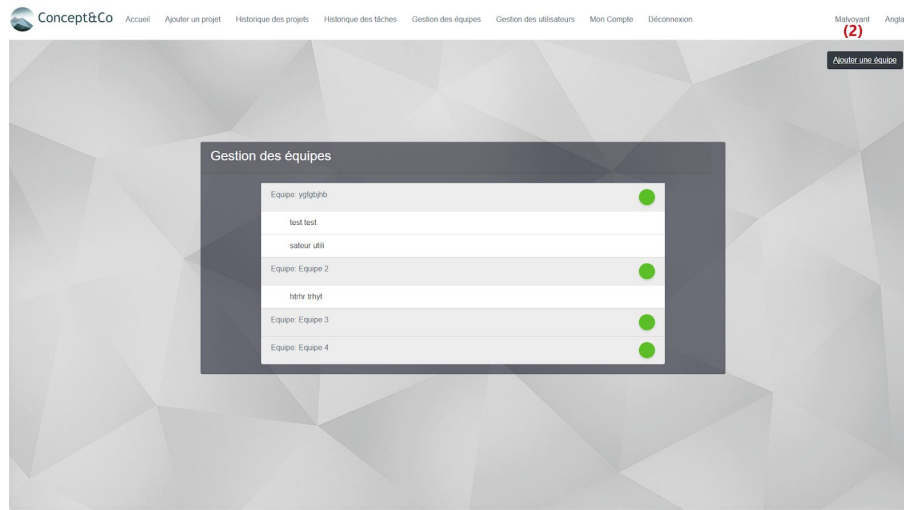 Concept&Co Accueil Ajouter un projet Historique des projets Historique des tâches Gestion des équipes Gestion des utilisateurs Mon Compte Déconnexion Malvoyant Angla
(2)
Ajouter une équipe
Gestion des équipes
Equipe: ygfgbjhb
test test
sateur utili
Equipe: Equipe 2
htrhr trhyt
Equipe: Equipe 3
Equipe: Equipe 4